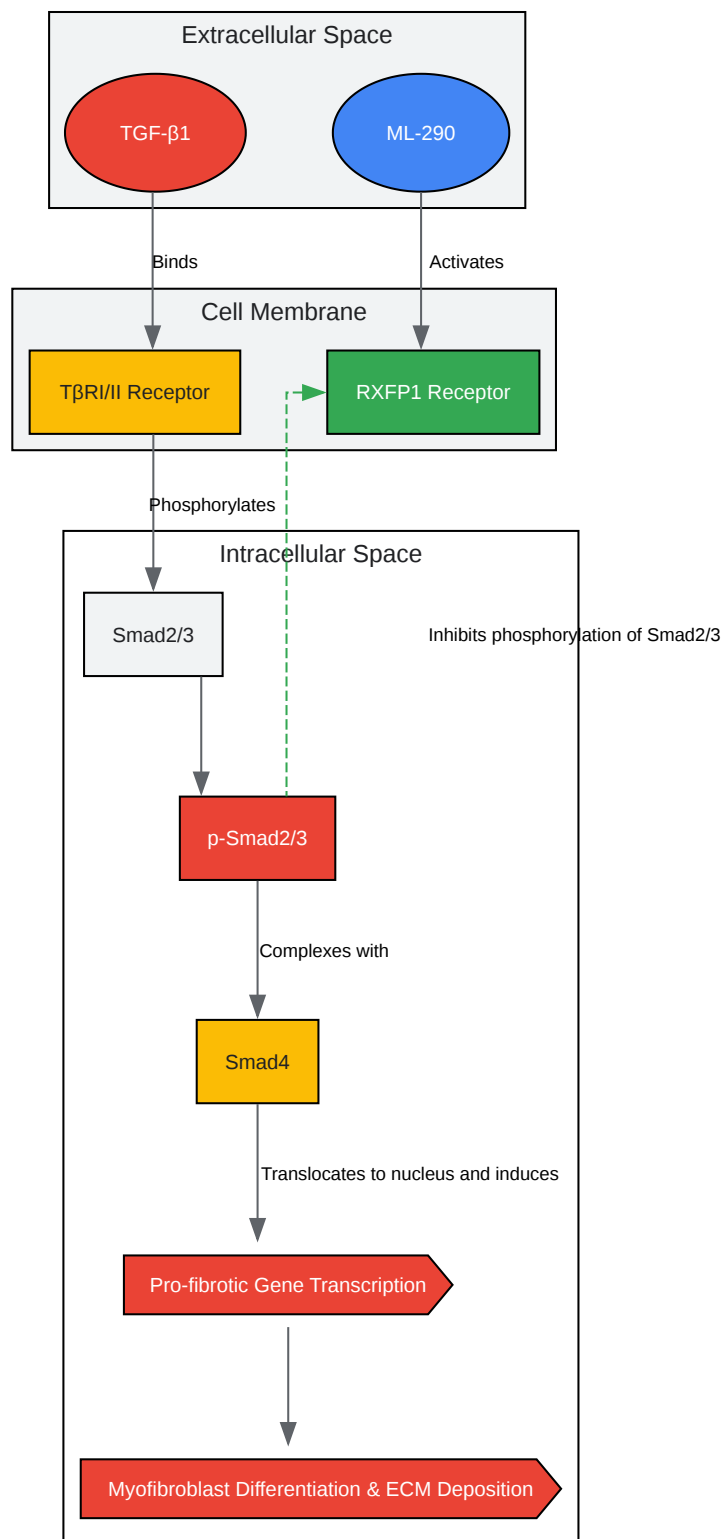 Extracellular Space
TGF-β1
ML-290
Binds
Activates
Cell Membrane
TβRI/II Receptor
RXFP1 Receptor
Phosphorylates
Intracellular Space
Smad2/3
Inhibits phosphorylation of Smad2/3
p-Smad2/3
Complexes with
Smad4
Translocates to nucleus and induces
Pro-fibrotic Gene Transcription
Myofibroblast Differentiation & ECM Deposition